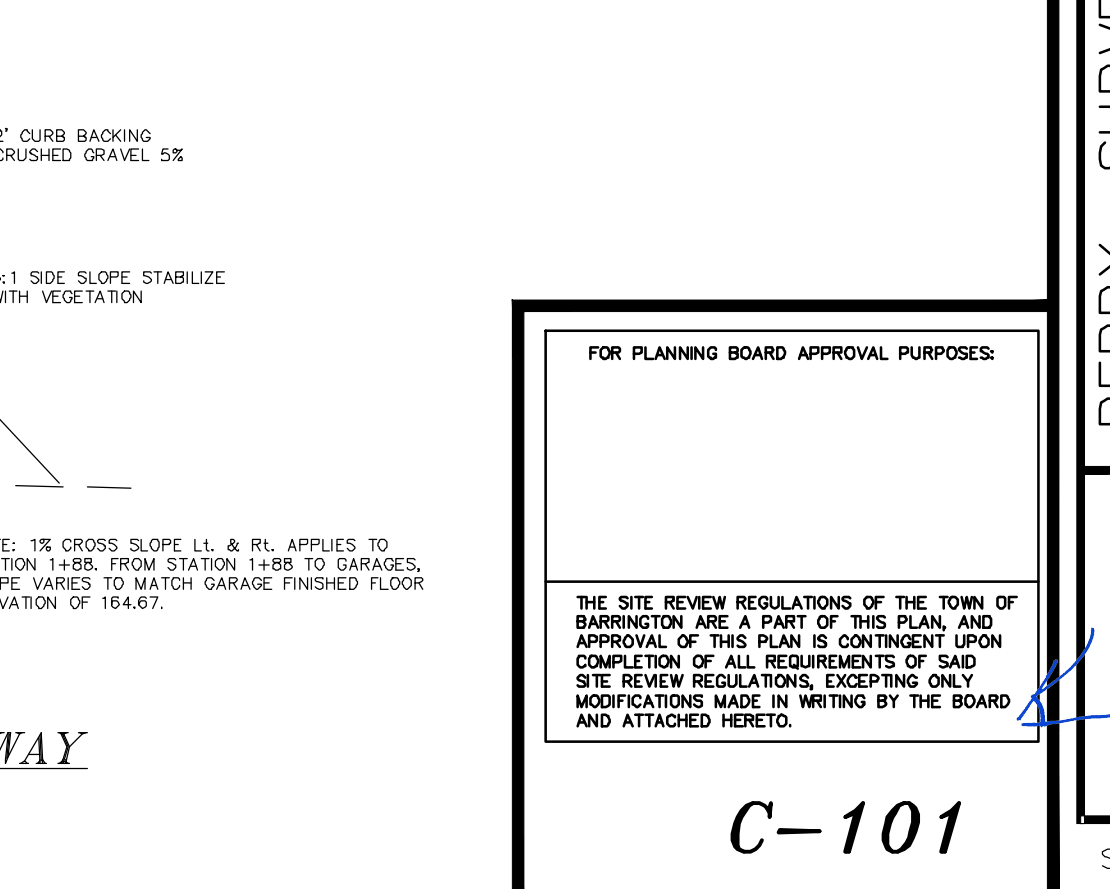 2' CURB BACKING
CRUSHED GRAVEL 5%
:1 SIDE SLOPE STABILIZE
WITH VEGETATION
FOR PLANNING BOARD APPROVAL PURPOSES:
TE: 1% CROSS SLOPE Lt. & Rt. APPLIES TO
TION 1+88. FROM STATION 1+88 TO GARAGES,
PE VARIES TO MATCH GARAGE FINISHED FLOOR
VATION OF 164.67.
THE SITE REVIEW REGULATIONS OF THE TOWN OF
BARRINGTON ARE A PART OF THIS PLAN, AND
APPROVAL OF THIS PLAN IS CONTINGENT UPON
COMPLETION OF ALL REQUIREMENTS OF SAID
SITE REVIEW REGULATIONS, EXCEPTING ONLY
MODIFICATIONS MADE IN WRITING BY THE BOARD
AND ATTACHED HERETO.
WAY
C-101